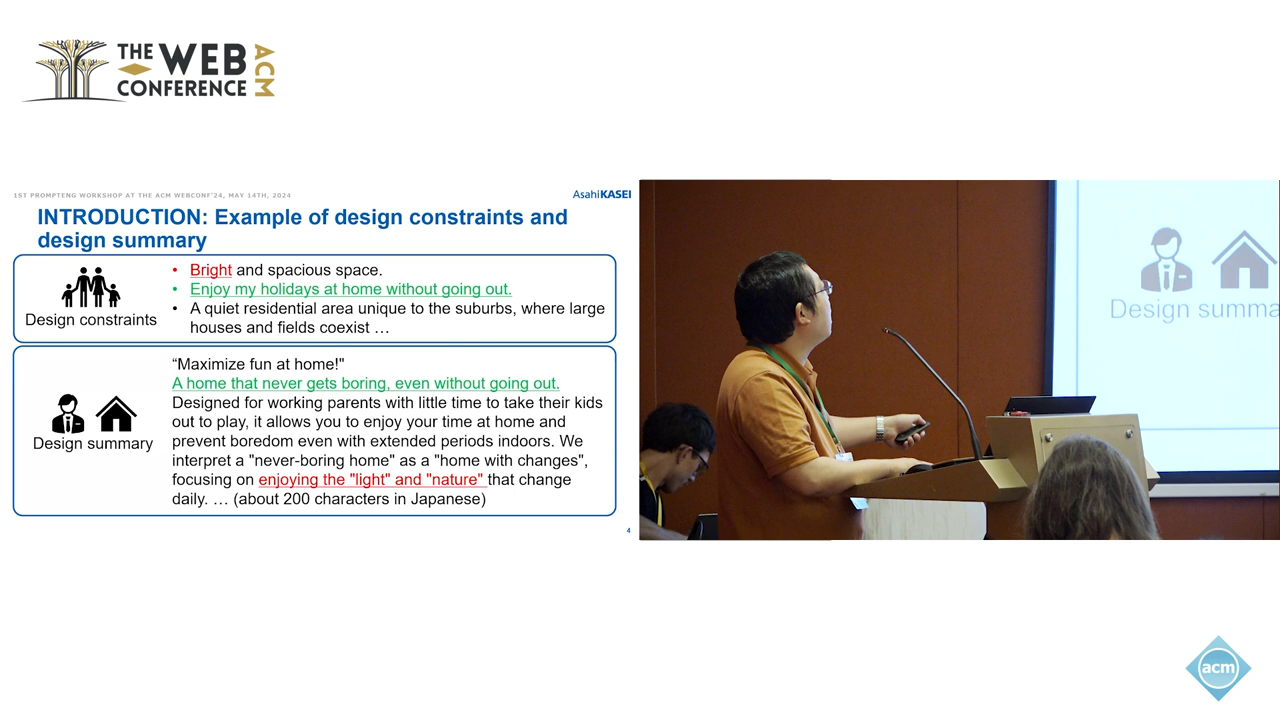 THE WEB CONFERENCE ACM
1ST PROMPTENG WORKSHOP AT THE ACM WEBCONF'24, MAY 14TH, 2024
AsahiKASEI
INTRODUCTION: Example of design constraints and
design summary
Design constraints
• Bright and spacious space.
• Enjoy my holidays at home without going out.
• A quiet residential area unique to the suburbs, where large
houses and fields coexist …
Design summary
“Maximize fun at home!"
A home that never gets boring, even without going out.
Designed for working parents with little time to take their kids
out to play, it allows you to enjoy your time at home and
prevent boredom even with extended periods indoors. We
interpret a "never-boring home" as a "home with changes",
focusing on enjoying the "light" and "nature" that change
daily. … (about 200 characters in Japanese)
4
Design summa
acm